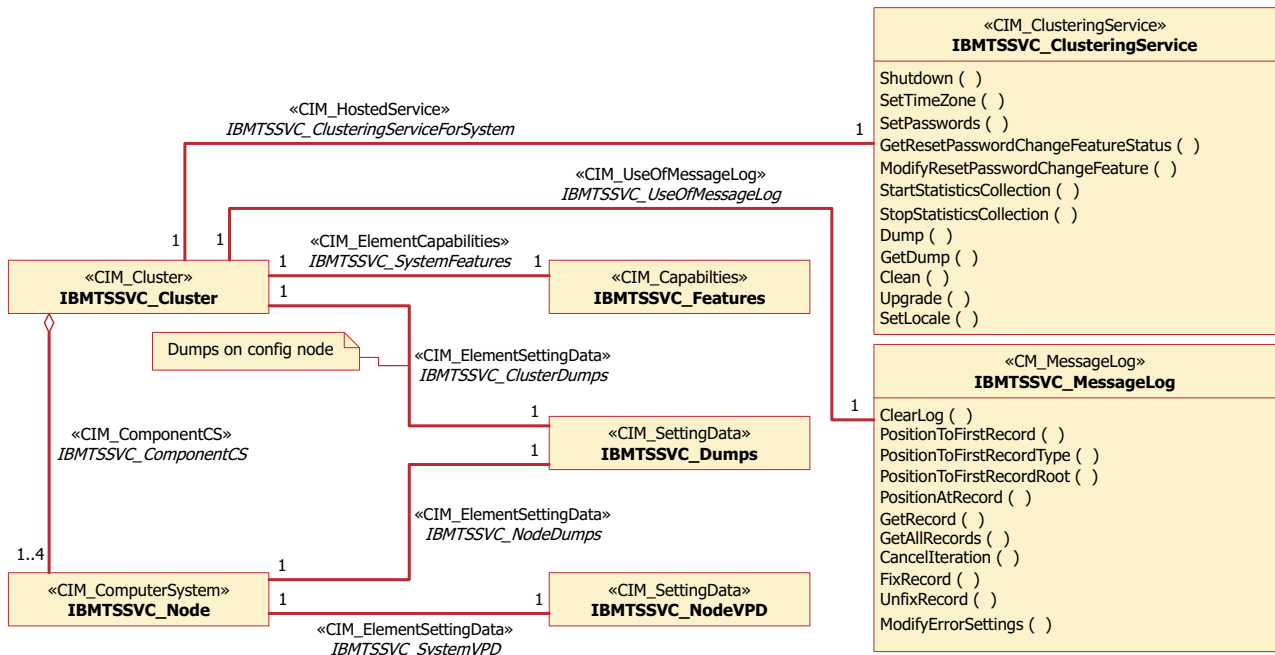 «CIM_ClusteringService»
IBMTSSVC_ClusteringService
Shutdown ( )
SetTimeZone ( )
SetPasswords ( )
GetResetPasswordChangeFeatureStatus ( )
ModifyResetPasswordChangeFeature ( )
StartStatisticsCollection ( )
StopStatisticsCollection ( )
Dump ( )
GetDump ( )
Clean ( )
Upgrade ( )
SetLocale ( )
«CIM_HostedService»
IBMTSSVC_ClusteringServiceForSystem
1
1
«CIM_UseOfMessageLog»
IBMTSSVC_UseOfMessageLog
1
1
«CIM_ElementCapabilities»
IBMTSSVC_SystemFeatures
1
1
«CIM_Cluster»
IBMTSSVC_Cluster
«CIM_Capabilties»
IBMTSSVC_Features
1
Dumps on config node
«CIM_ElementSettingData»
IBMTSSVC_ClusterDumps
1
«CM_MessageLog»
IBMTSSVC_MessageLog
ClearLog ( )
PositionToFirstRecord ( )
PositionToFirstRecordType ( )
PositionToFirstRecordRoot ( )
PositionAtRecord ( )
GetRecord ( )
GetAllRecords ( )
CancelIteration ( )
FixRecord ( )
UnfixRecord ( )
ModifyErrorSettings ( )
«CIM_ComponentCS»
IBMTSSVC_ComponentCS
«CIM_SettingData»
IBMTSSVC_Dumps
1
«CIM_ElementSettingData»
IBMTSSVC_NodeDumps
1..4
1
«CIM_ComputerSystem»
IBMTSSVC_Node
1
1
«CIM_SettingData»
IBMTSSVC_NodeVPD
«CIM_ElementSettingData»
IBMTSSVC_SystemVPD